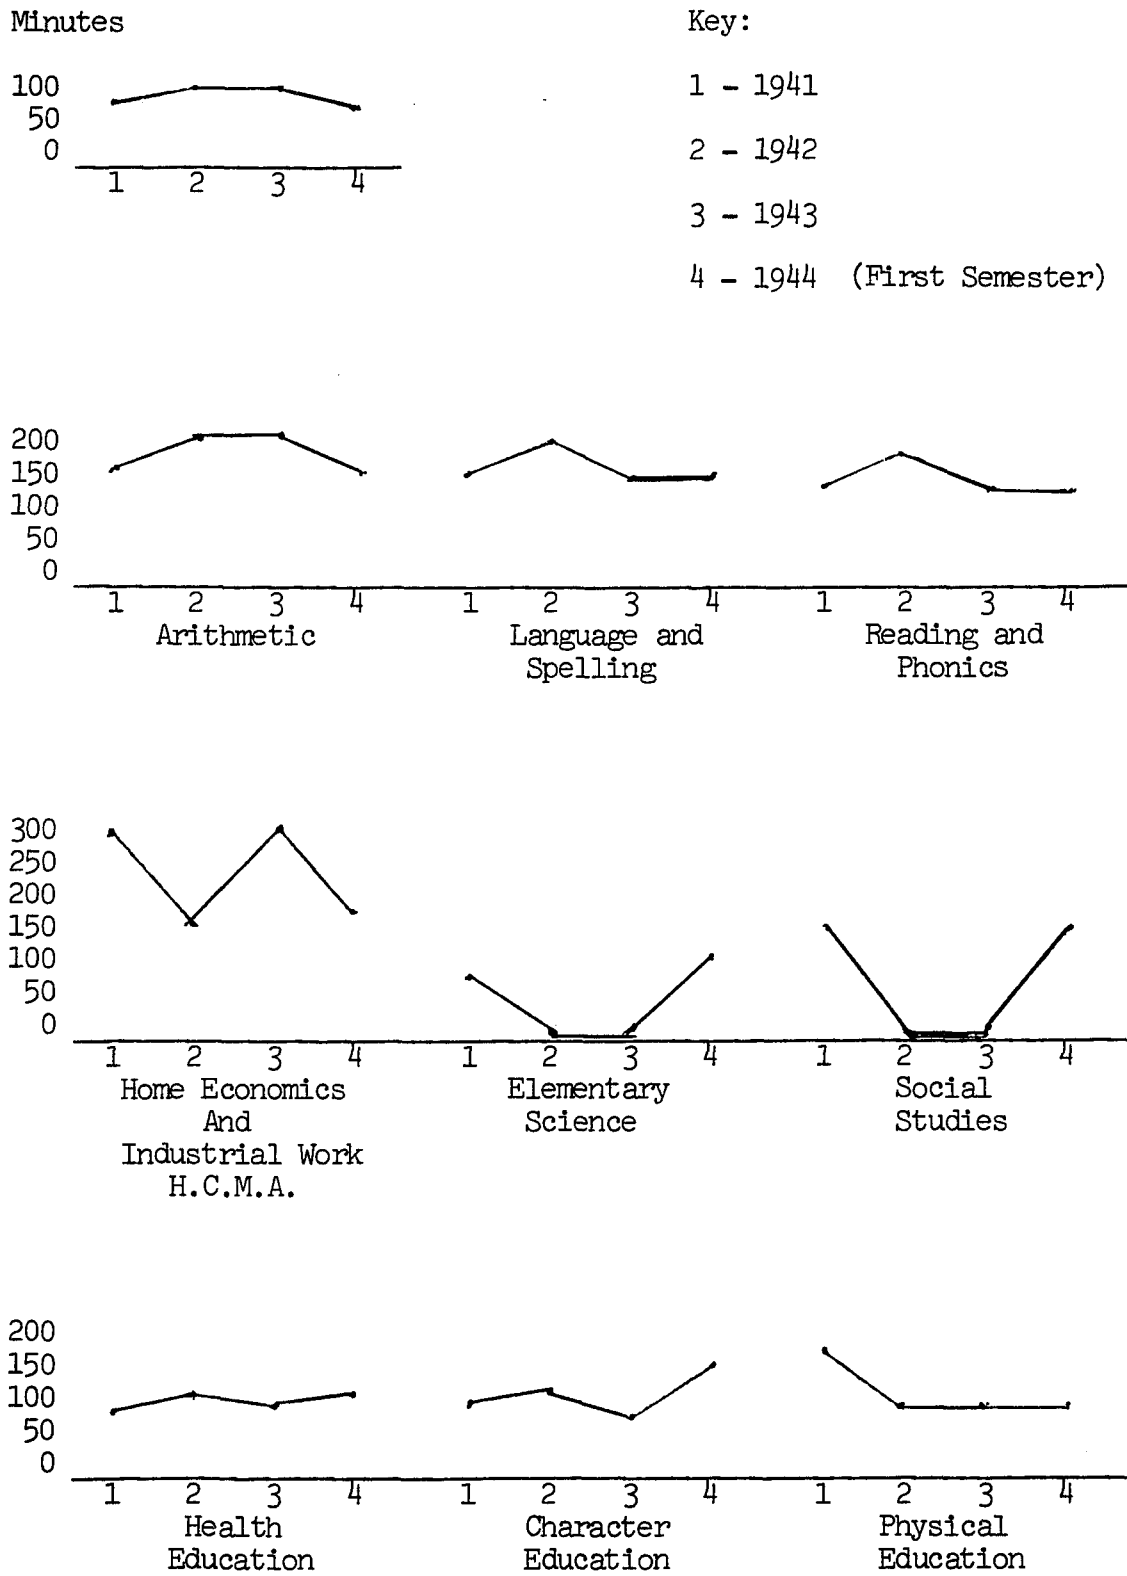 Minutes
Key:
100
50
0
1 2 3 4
1 - 1941
2 - 1942
3 - 1943
4 - 1944 (First Semester)
200
150
100
50
0
1 2 3 4 1 2 3 4 1 2 3 4
Arithmetic
Language and
Spelling
Reading and
Phonics
300
250
200
150
100
50
0
1 2 3 4 1 2 3 4 1 2 3 4
Home Economics
And
Industrial Work
H.C.M.A.
Elementary
Science
Social
Studies
200
150
100
50
0
1 2 3 4 1 2 3 4 1 2 3 4
Health
Education
Character
Education
Physical
Education